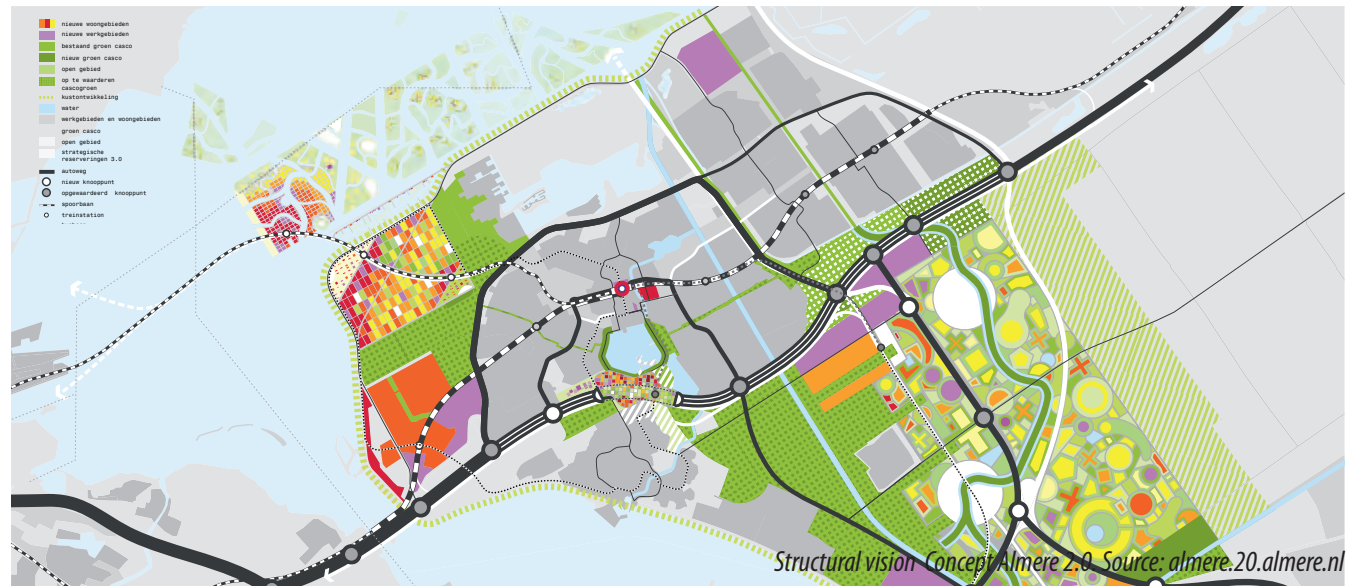 nieuwe woongebieden
nieuwe werkgebieden
bestaand groen casco
nieuw groen casco
open gebied
op te waarderen
cascogroen
kustontwikkeling
water
werkgebieden en woongebieden
groen casco
open gebied
strategische
reserveringen 3.0
autoweg
nieuw knooppunt
opgewaardeerd knooppunt
spoorbaan
treinstation
Structural vision Concept Almere 2.0. Source: almere.20.almere.nl